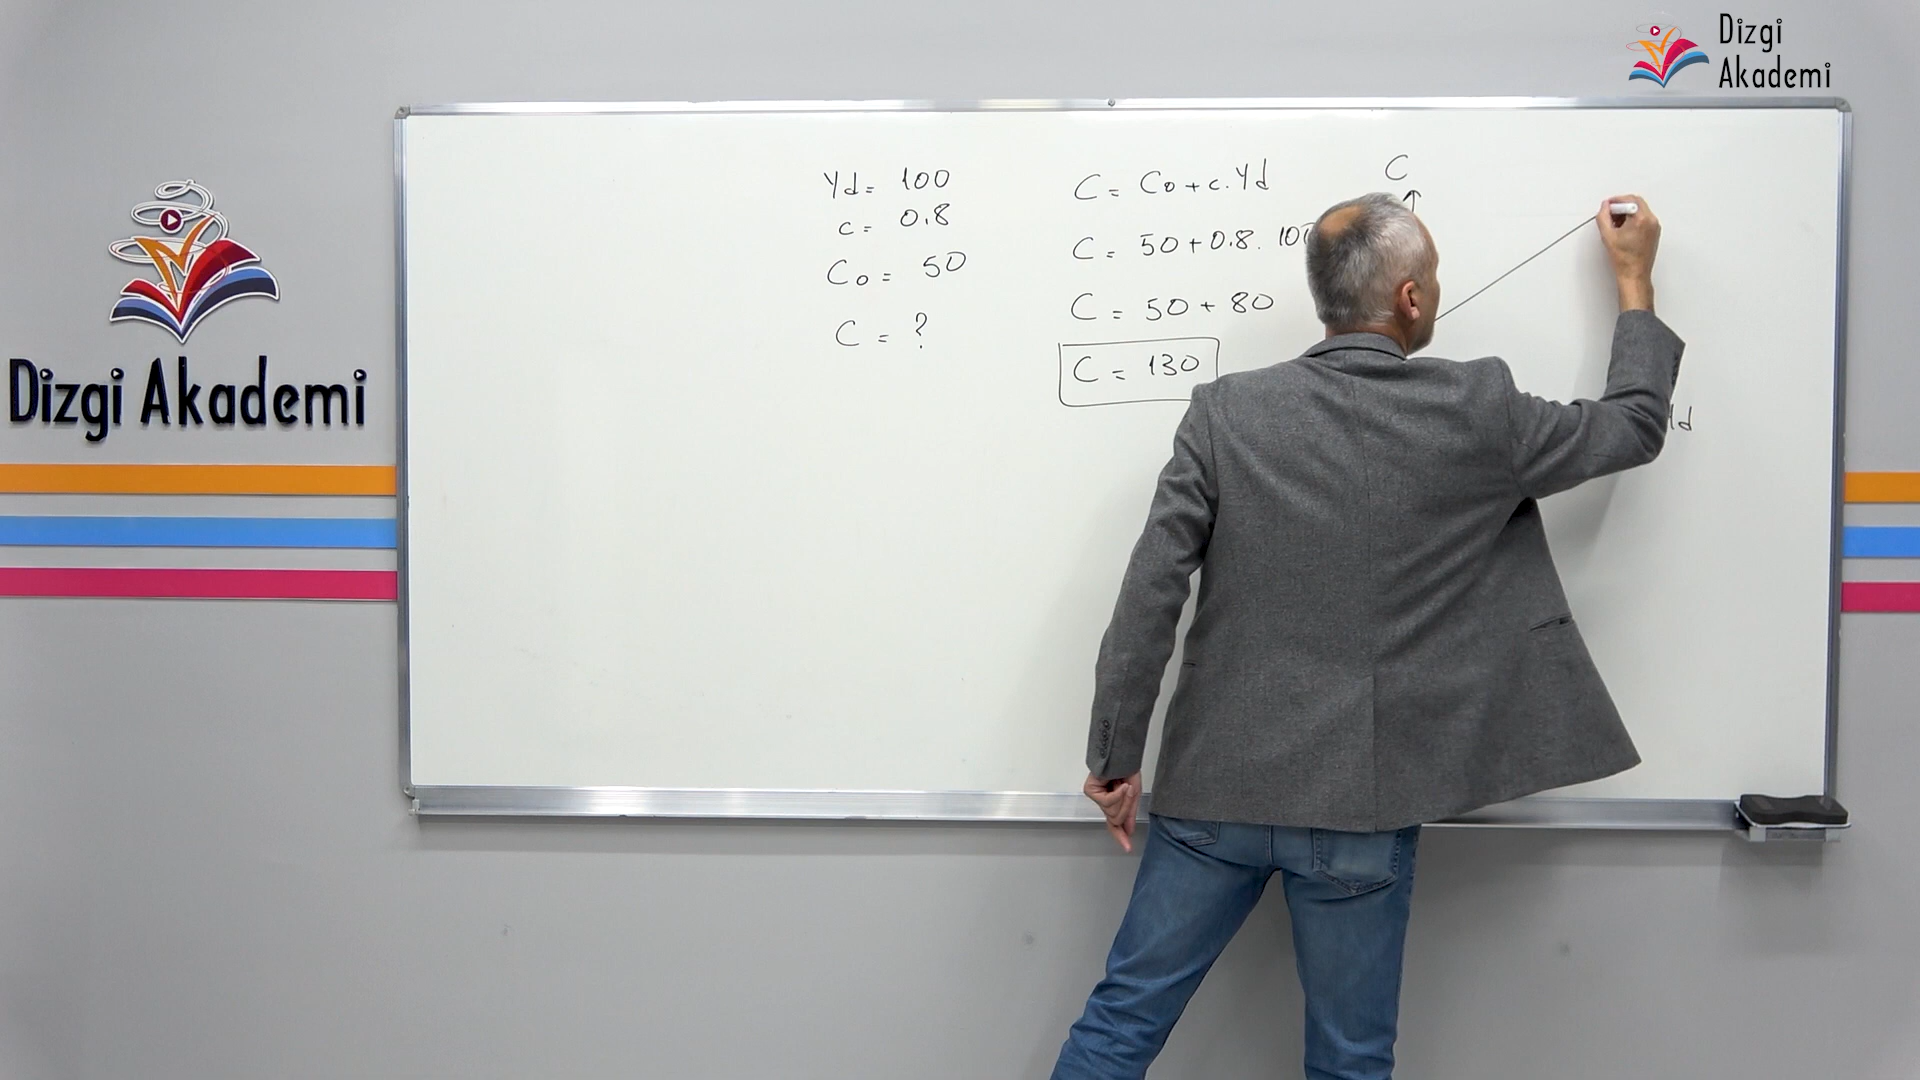 Dizgi
Akademi
Dizgi Akademi
Yd = 100
c = 0.8
Co = 50
C = ?
C = Co + c.Yd
C = 50 + 0.8. 100
C = 50 + 80
C = 130
C
Yd